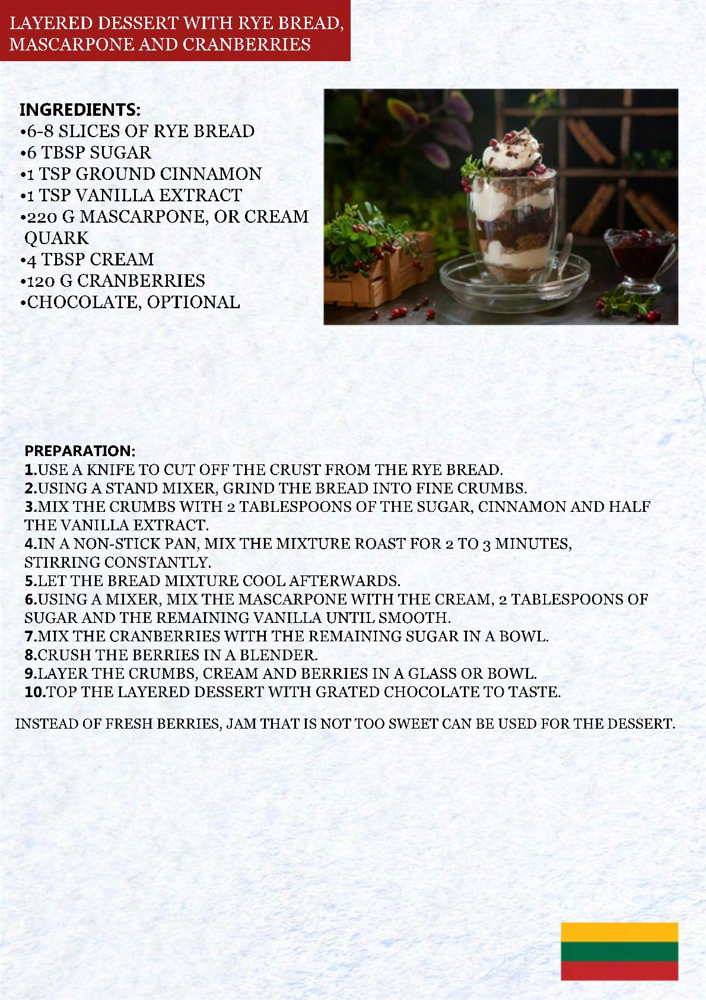 LAYERED DESSERT WITH RYE BREAD,
MASCARPONE AND CRANBERRIES
INGREDIENTS:
•6-8 SLICES OF RYE BREAD
•6 TBSP SUGAR
•1 TSP GROUND CINNAMON
•1 TSP VANILLA EXTRACT
•220 G MASCARPONE, OR CREAM
QUARK
•4 TBSP CREAM
•120 G CRANBERRIES
•CHOCOLATE, OPTIONAL
PREPARATION:
1.USE A KNIFE TO CUT OFF THE CRUST FROM THE RYE BREAD.
2.USING A STAND MIXER, GRIND THE BREAD INTO FINE CRUMBS.
3.MIX THE CRUMBS WITH 2 TABLESPOONS OF THE SUGAR, CINNAMON AND HALF
THE VANILLA EXTRACT.
4.IN A NON-STICK PAN, MIX THE MIXTURE ROAST FOR 2 TO 3 MINUTES,
STIRRING CONSTANTLY.
5.LET THE BREAD MIXTURE COOL AFTERWARDS.
6.USING A MIXER, MIX THE MASCARPONE WITH THE CREAM, 2 TABLESPOONS OF
SUGAR AND THE REMAINING VANILLA UNTIL SMOOTH.
7.MIX THE CRANBERRIES WITH THE REMAINING SUGAR IN A BOWL.
8.CRUSH THE BERRIES IN A BLENDER.
9.LAYER THE CRUMBS, CREAM AND BERRIES IN A GLASS OR BOWL.
10.TOP THE LAYERED DESSERT WITH GRATED CHOCOLATE TO TASTE.
INSTEAD OF FRESH BERRIES, JAM THAT IS NOT TOO SWEET CAN BE USED FOR THE DESSERT.